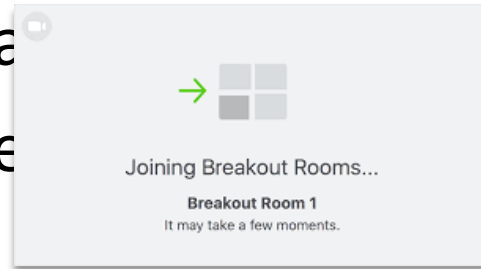 a
e
Joining Breakout Rooms...
Breakout Room 1
It may take a few moments.